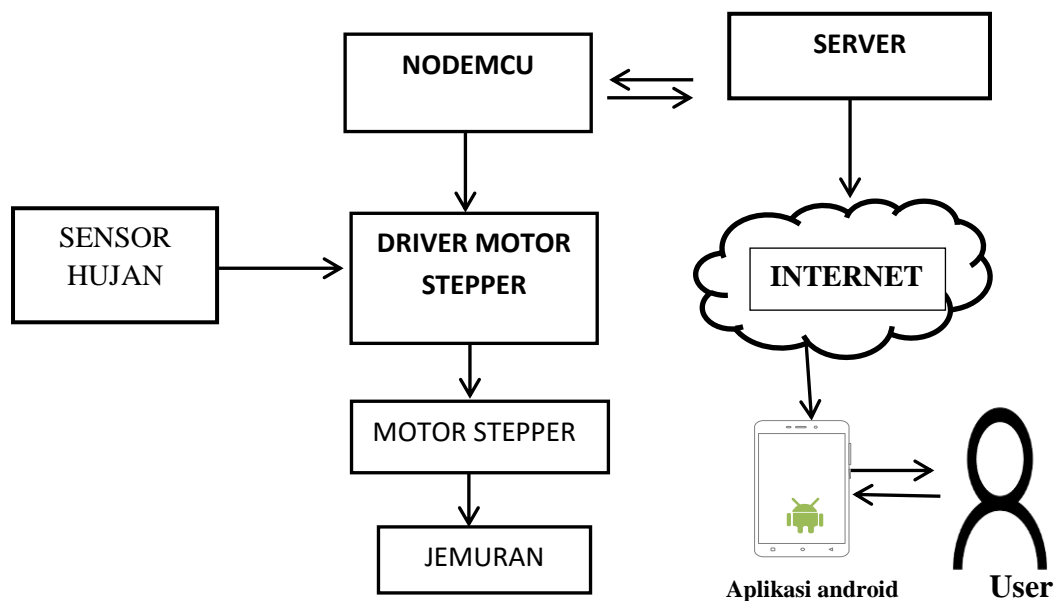 NODEMCU
SERVER
SENSOR
HUJAN
DRIVER MOTOR
STEPPER
INTERNET
MOTOR STEPPER
JEMURAN
Aplikasi android
User